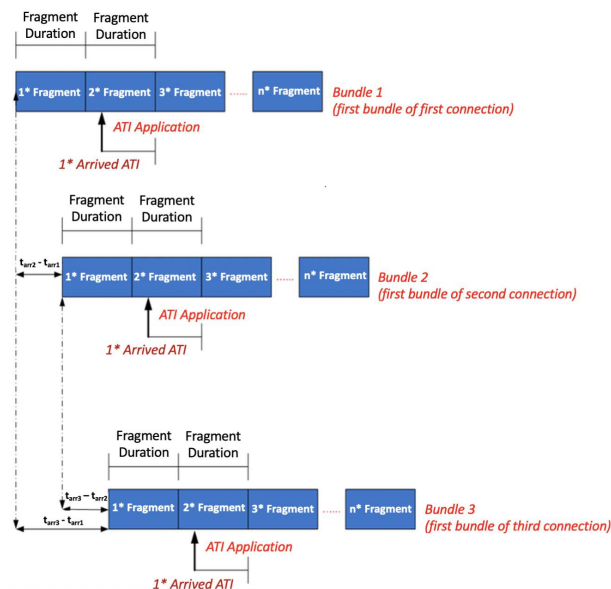 Fragment Duration
Fragment Duration
1* Fragment
2* Fragment
3* Fragment
......
n* Fragment
Bundle 1
(first bundle of first connection)
ATI Application
1* Arrived ATI
Fragment Duration
Fragment Duration
tarr2 - tarr1
1* Fragment
2* Fragment
3* Fragment
......
n* Fragment
Bundle 2
(first bundle of second connection)
ATI Application
1* Arrived ATI
Fragment Duration
Fragment Duration
tarr3 – tarr2
1* Fragment
2* Fragment
3* Fragment
......
n* Fragment
Bundle 3
(first bundle of third connection)
tarr3 - tarr1
ATI Application
1* Arrived ATI